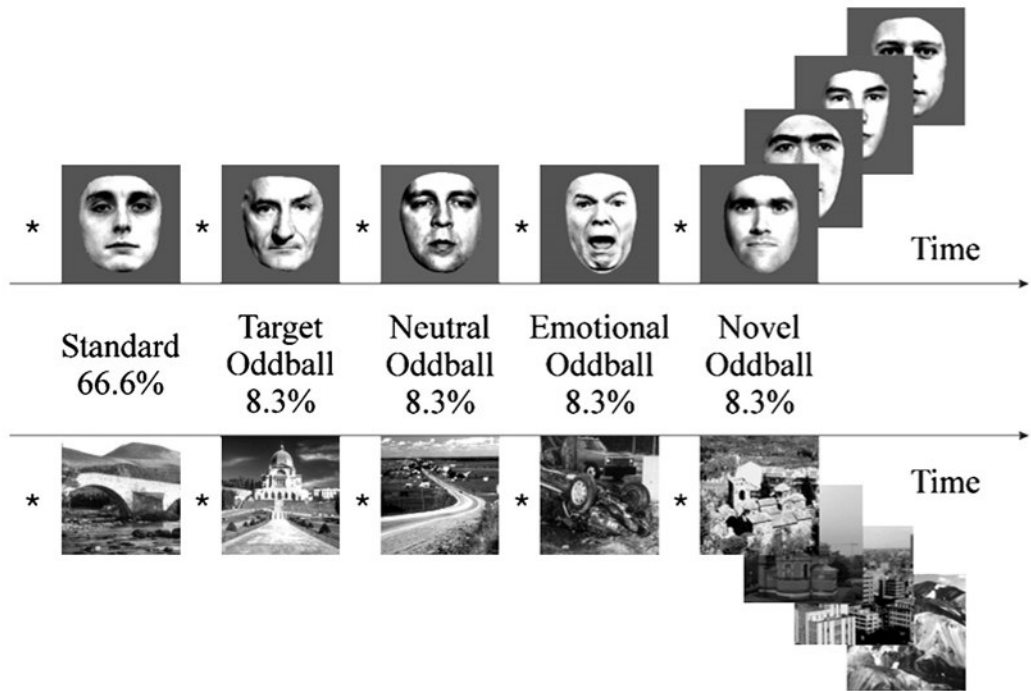 * * * * *
Time
Standard
66.6%
Target
Oddball
8.3%
Neutral
Oddball
8.3%
Emotional
Oddball
8.3%
Novel
Oddball
8.3%
* * * * *
Time